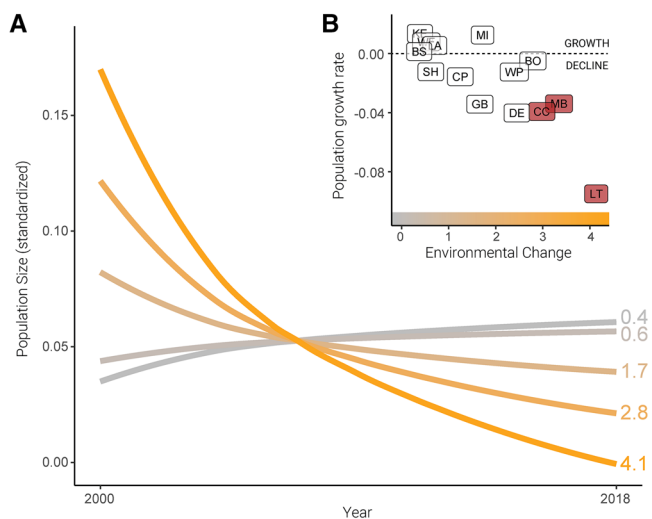 A
B
Population Size (standardized)
0.15
0.10
0.05
0.00
2000
2018
Year
0.4
0.6
1.7
2.8
4.1
Population growth rate
0.00
-0.04
-0.08
GROWTH
DECLINE
MI
BS
BO
SH
CP
WP
GB
DE
CC
MB
LT
0
1
2
3
4
Environmental Change